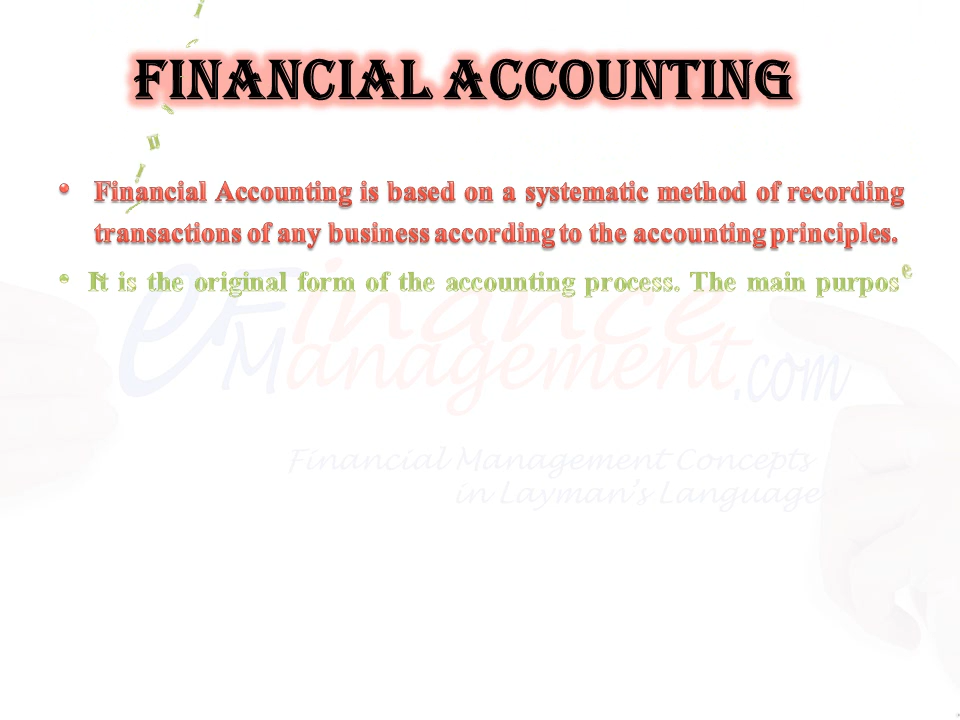 FINANCIAL ACCOUNTING
• Financial Accounting is based on a systematic method of recording
transactions of any business according to the accounting principles.
• It is the original form of the accounting process. The main purpose
eFinance
Management.com
Financial Management Concepts
in Layman's Language